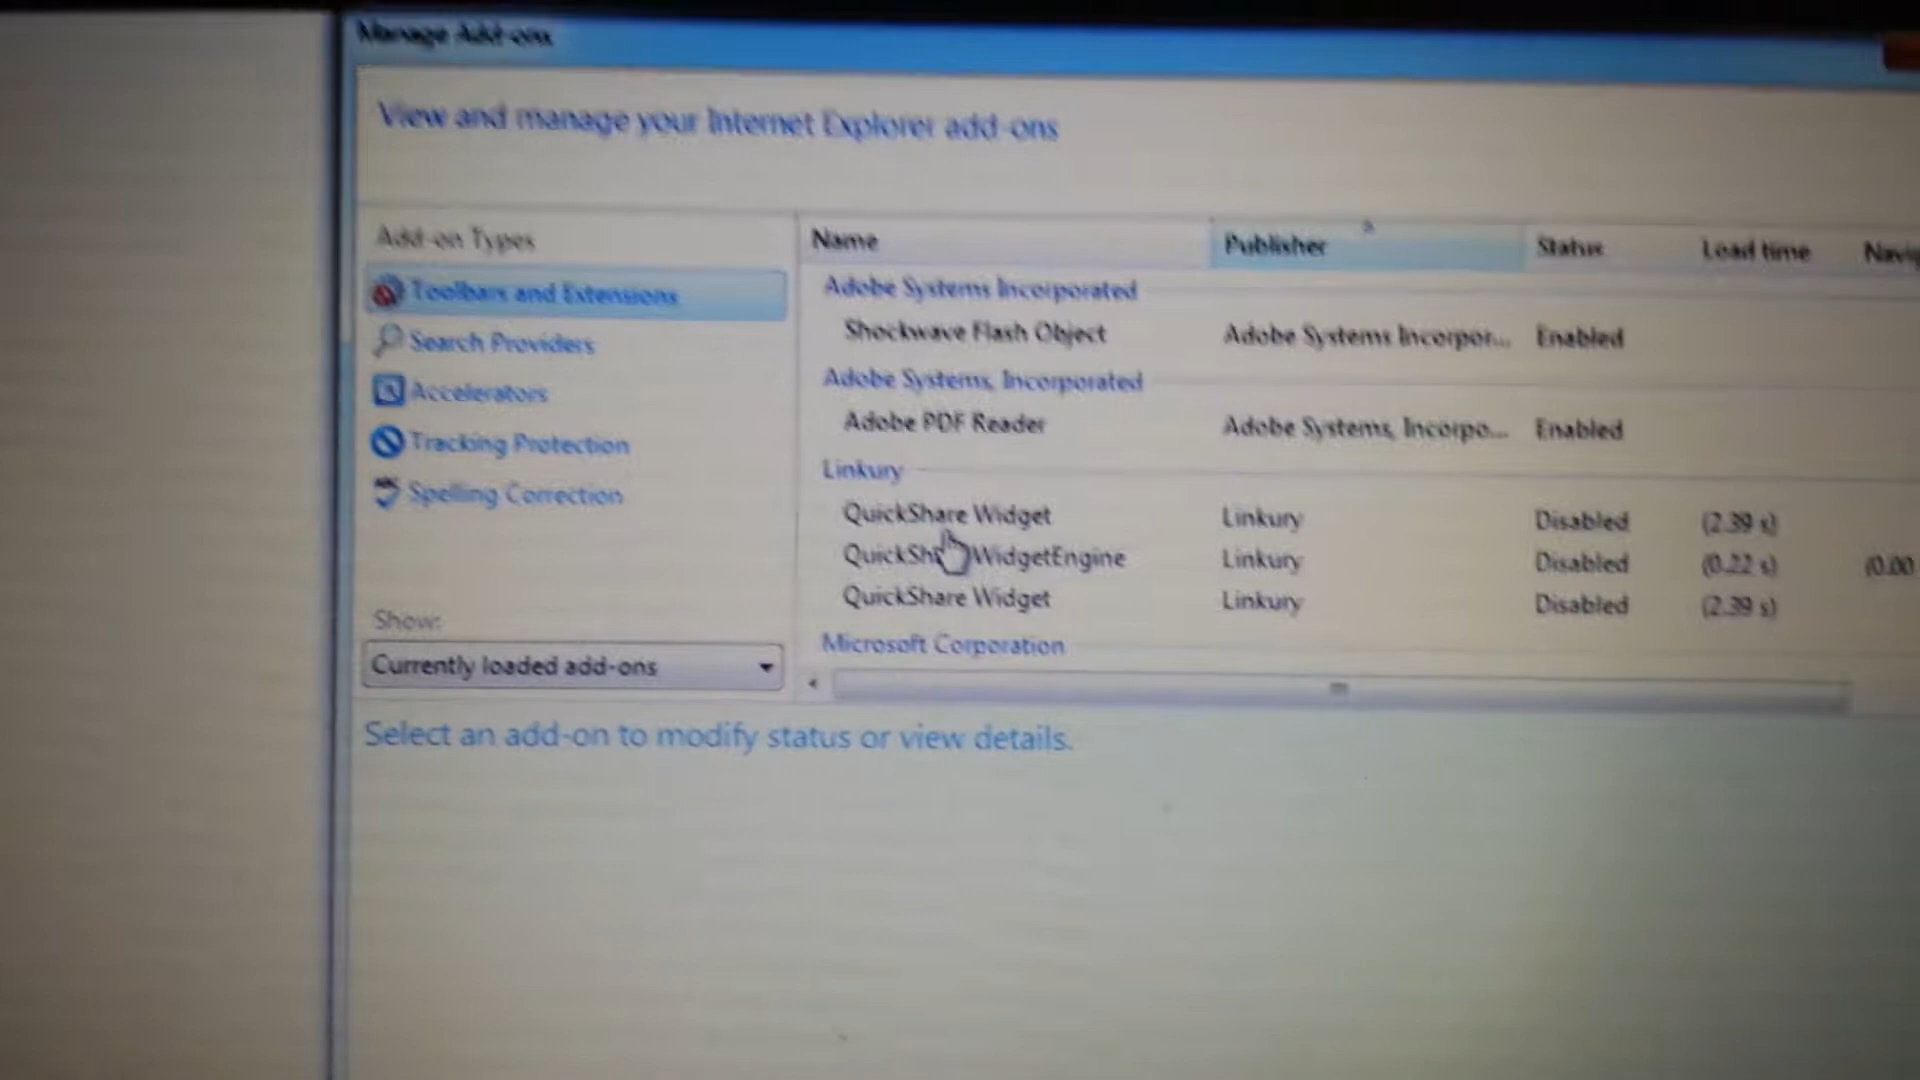 Manage Add-ons
View and manage your Internet Explorer add-ons
Add-on Types
Toolbars and Extensions
Search Providers
Accelerators
Tracking Protection
Spelling Correction
Show:
Currently loaded add-ons
Name Publisher Status Load time
Adobe Systems Incorporated
Shockwave Flash Object Adobe Systems Incorpor... Enabled
Adobe Systems, Incorporated
Adobe PDF Reader Adobe Systems, Incorpo... Enabled
Linkury
QuickShare Widget Linkury Disabled (2.39 s)
WidgetEngine Linkury Disabled (0.22 s) (0.00
QuickShare Widget Linkury Disabled (2.39 s)
Microsoft Corporation
Select an add-on to modify status or view details.